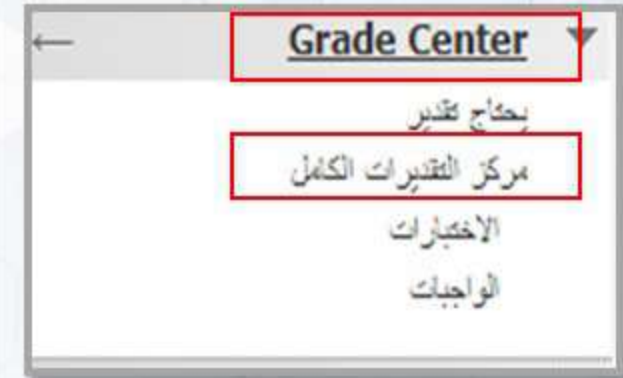 Grade Center
يحتاج تقدير
مركز التقديرات الكامل
الاختبارات
الواجبات